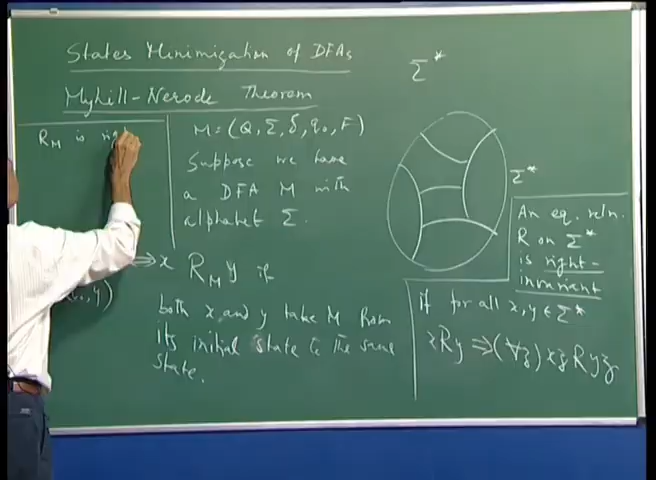 States Minimization of DFAs
Myhill-Nerode Theorem
R_M is righ
M = (Q, Σ, δ, q₀, F)
Suppose we have
a DFA M with
alphabet Σ.
⇒ x R_M y if
, y)
both x and y take M from
its initial state to the same
state.
Σ*
Σ*
An eq. reln.
R on Σ*
is right-
invariant
if for all x, y ∈ Σ*
xRy ⇒ (∀z) xz R yz